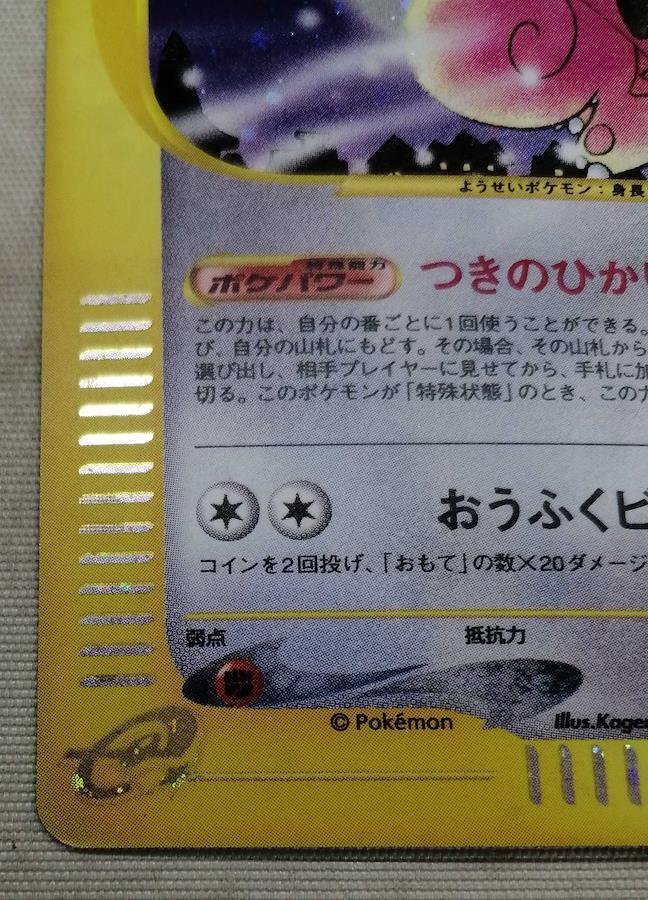 ようせいポケモン：身長
特殊能力
ポケパワー つきのひかり
この力は、自分の番ごとに1回使うことができる。
び、自分の山札にもどす。その場合、その山札から
選び出し、相手プレイヤーに見せてから、手札に加
切る。このポケモンが「特殊状態」のとき、この力
おうふくビ
コインを2回投げ、「おもて」の数×20ダメージ
弱点 抵抗力
© Pokémon Illus.Kager
e